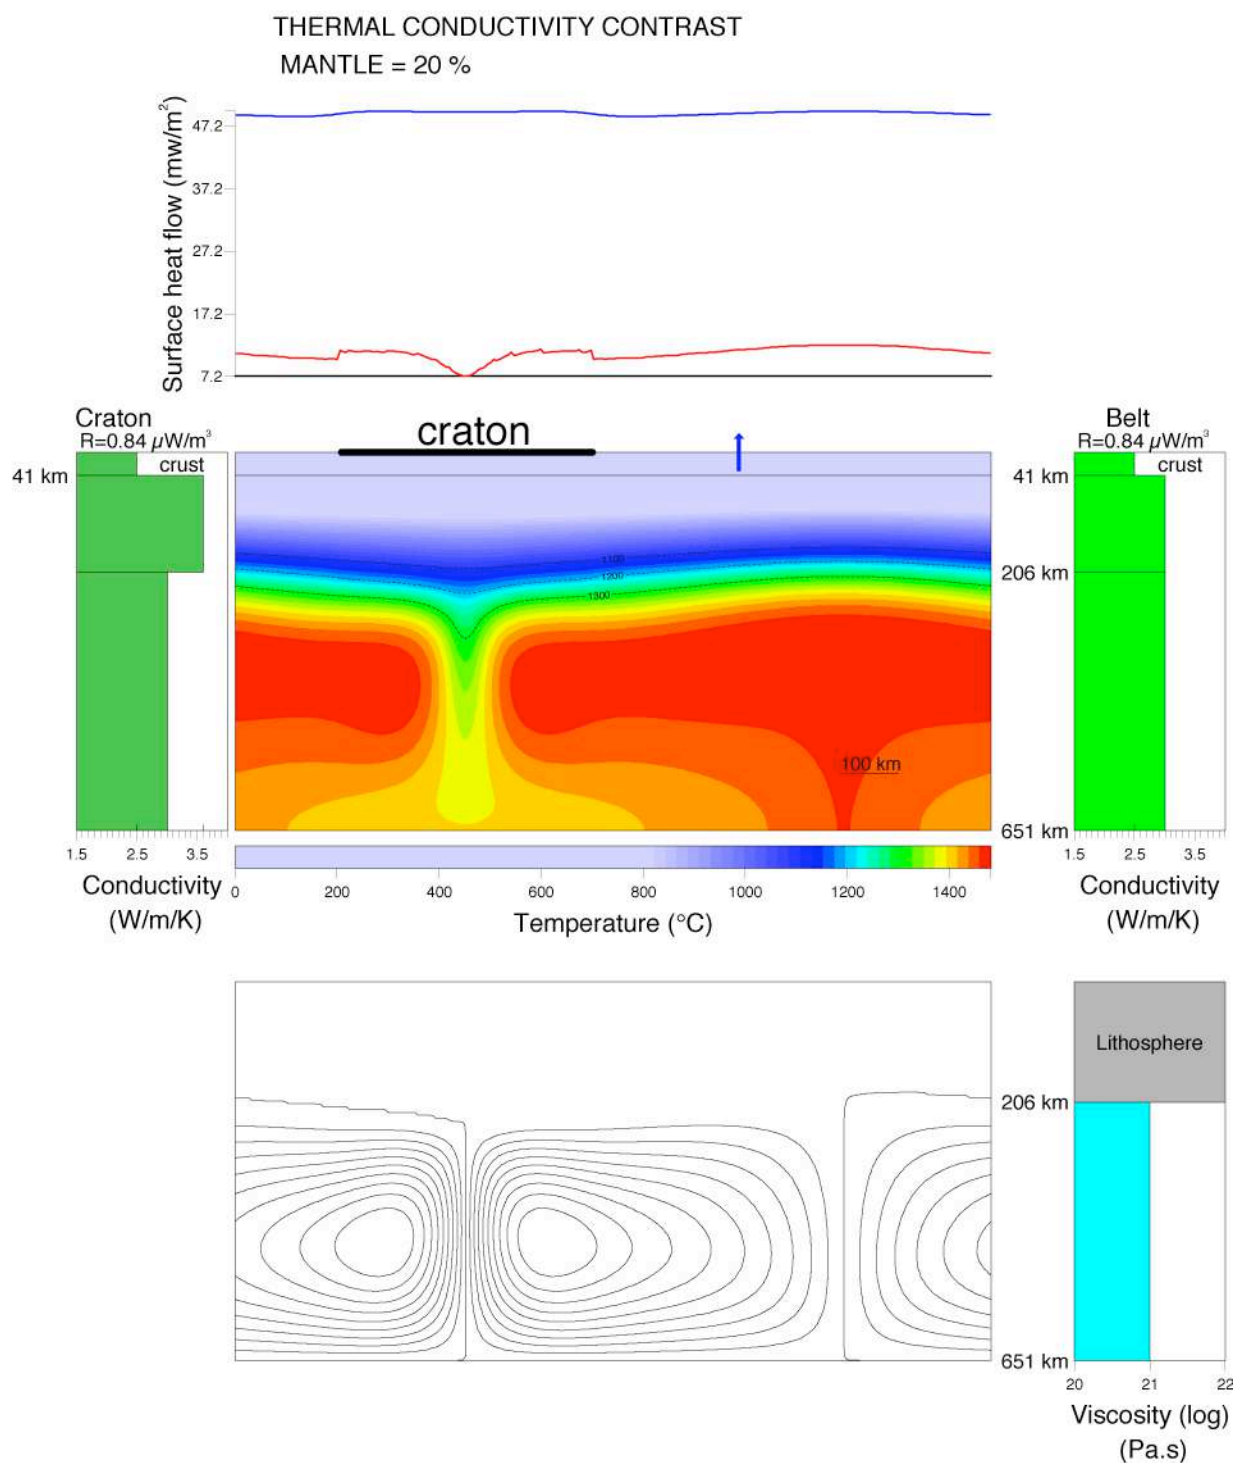 THERMAL CONDUCTIVITY CONTRAST
MANTLE = 20 %
Surface heat flow (mw/m²)
47.2
37.2
27.2
17.2
7.2
Craton
R=0.84 µW/m³
crust
41 km
craton
Belt
R=0.84 µW/m³
crust
41 km
206 km
651 km
1100
1200
1300
100 km
1.5 2.5 3.5
Conductivity
(W/m/K)
0 200 400 600 800 1000 1200 1400
Temperature (°C)
1.5 2.5 3.5
Conductivity
(W/m/K)
Lithosphere
206 km
651 km
20 21 22
Viscosity (log)
(Pa.s)